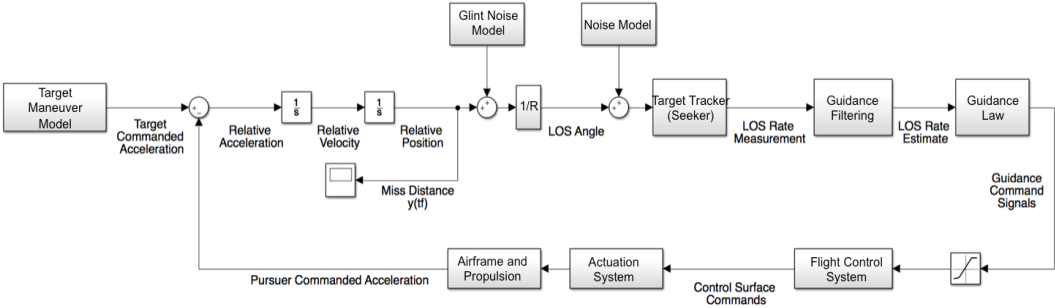 Glint Noise
Model
Noise Model
Target
Maneuver
Model
+
−
1
s
1
s
+
+
1/R
+
+
Target Tracker
(Seeker)
Guidance
Filtering
Guidance
Law
Target
Commanded
Acceleration
Relative
Acceleration
Relative
Velocity
Relative
Position
LOS Angle
LOS Rate
Measurement
LOS Rate
Estimate
Miss Distance
y(tf)
Guidance
Command
Signals
Airframe and
Propulsion
Actuation
System
Flight Control
System
Pursuer Commanded Acceleration
Control Surface
Commands